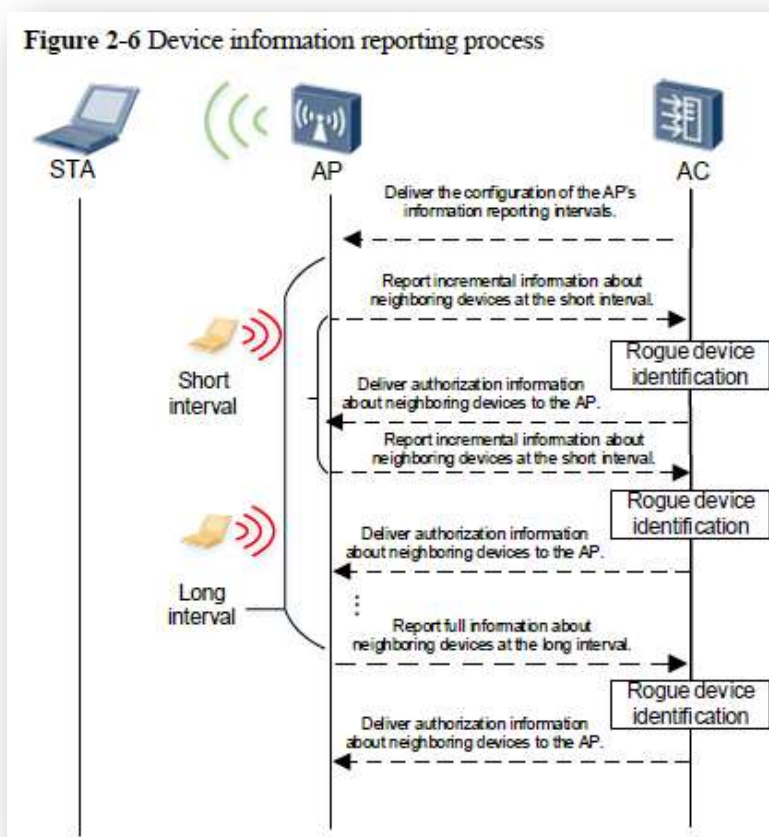 Figure 2-6 Device information reporting process
STA
AP
AC
Deliver the configuration of the AP's
information reporting intervals.
Report incremental information about
neighboring devices at the short interval.
Rogue device
identification
Short
interval
Deliver authorization information
about neighboring devices to the AP.
Report incremental information about
neighboring devices at the short interval.
Rogue device
identification
Deliver authorization information
about neighboring devices to the AP.
Long
interval
Report full information about
neighboring devices at the long interval.
Rogue device
identification
Deliver authorization information
about neighboring devices to the AP.